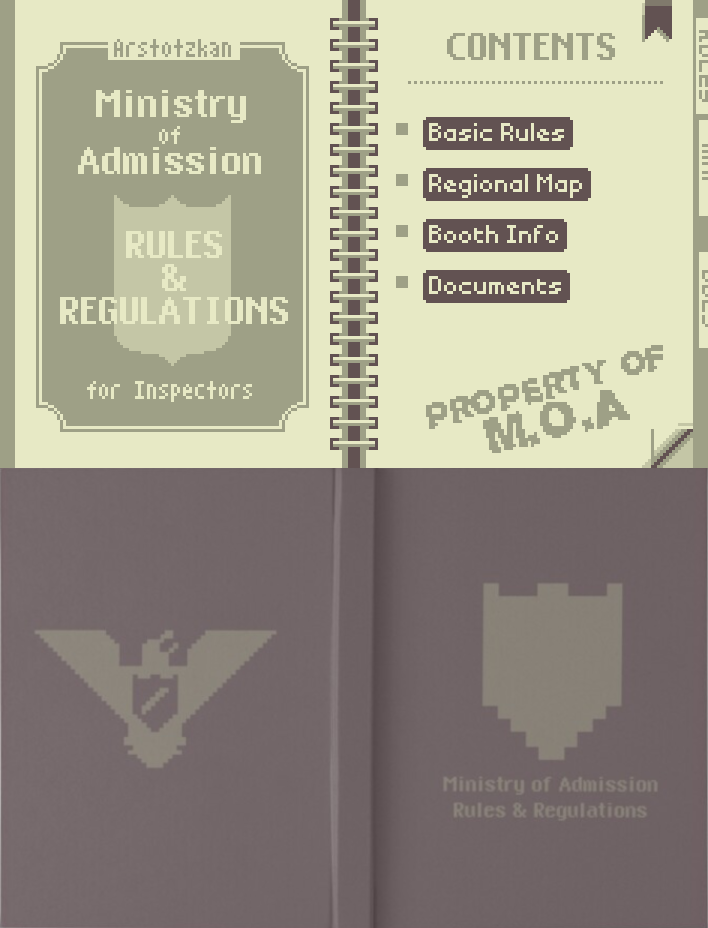 Arstotzkan
Ministry
of
Admission
RULES
&
REGULATIONS
for Inspectors
CONTENTS
Basic Rules
Regional Map
Booth Info
Documents
PROPERTY OF
M.O.A
RULES
Ministry of Admission
Rules & Regulations